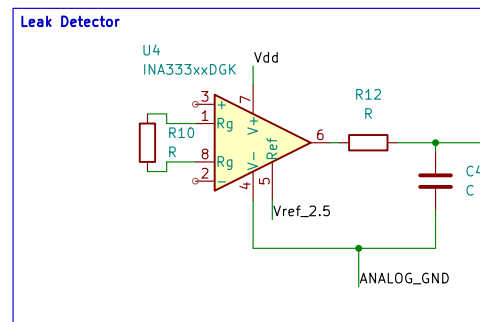 Leak Detector
U4
INA333xxDGK
Vdd
3
+
7
V+
1
Rg
R10
R
8
Rg
2
-
V-
4
Ref
5
6
R12
R
C4
C
Vref_2.5
ANALOG_GND